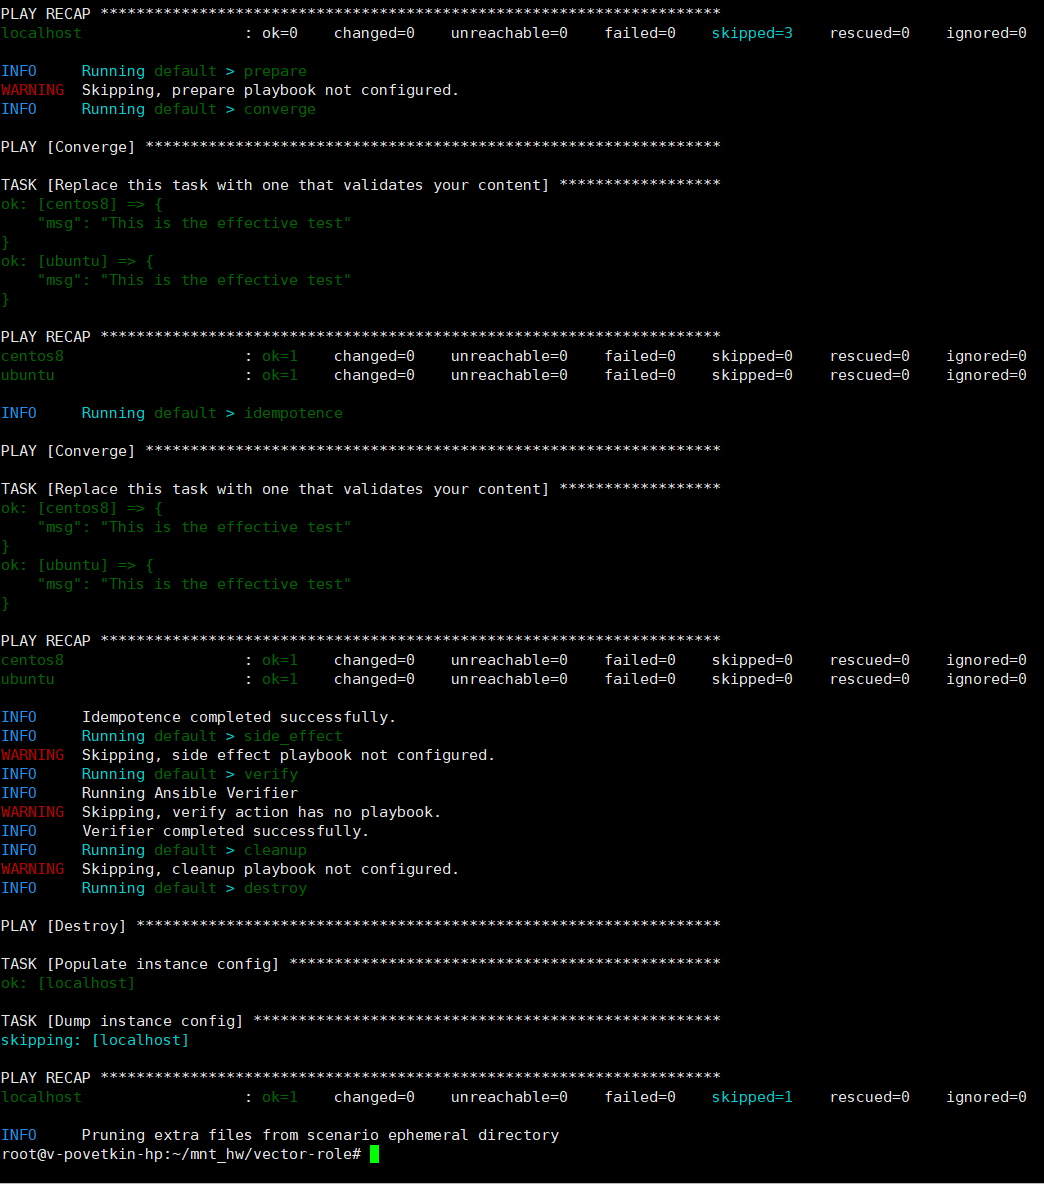 PLAY RECAP *********************************************************************
localhost                  : ok=0    changed=0    unreachable=0    failed=0    skipped=3    rescued=0    ignored=0
INFO     Running default > prepare
WARNING  Skipping, prepare playbook not configured.
INFO     Running default > converge
PLAY [Converge] ****************************************************************
TASK [Replace this task with one that validates your content] ******************
ok: [centos8] => {
    "msg": "This is the effective test"
}
ok: [ubuntu] => {
    "msg": "This is the effective test"
}
PLAY RECAP *********************************************************************
centos8                    : ok=1    changed=0    unreachable=0    failed=0    skipped=0    rescued=0    ignored=0
ubuntu                     : ok=1    changed=0    unreachable=0    failed=0    skipped=0    rescued=0    ignored=0
INFO     Running default > idempotence
PLAY [Converge] ****************************************************************
TASK [Replace this task with one that validates your content] ******************
ok: [centos8] => {
    "msg": "This is the effective test"
}
ok: [ubuntu] => {
    "msg": "This is the effective test"
}
PLAY RECAP *********************************************************************
centos8                    : ok=1    changed=0    unreachable=0    failed=0    skipped=0    rescued=0    ignored=0
ubuntu                     : ok=1    changed=0    unreachable=0    failed=0    skipped=0    rescued=0    ignored=0
INFO     Idempotence completed successfully.
INFO     Running default > side_effect
WARNING  Skipping, side effect playbook not configured.
INFO     Running default > verify
INFO     Running Ansible Verifier
WARNING  Skipping, verify action has no playbook.
INFO     Verifier completed successfully.
INFO     Running default > cleanup
WARNING  Skipping, cleanup playbook not configured.
INFO     Running default > destroy
PLAY [Destroy] *****************************************************************
TASK [Populate instance config] ************************************************
ok: [localhost]
TASK [Dump instance config] ****************************************************
skipping: [localhost]
PLAY RECAP *********************************************************************
localhost                  : ok=1    changed=0    unreachable=0    failed=0    skipped=1    rescued=0    ignored=0
INFO     Pruning extra files from scenario ephemeral directory
root@v-povetkin-hp:~/mnt_hw/vector-role#